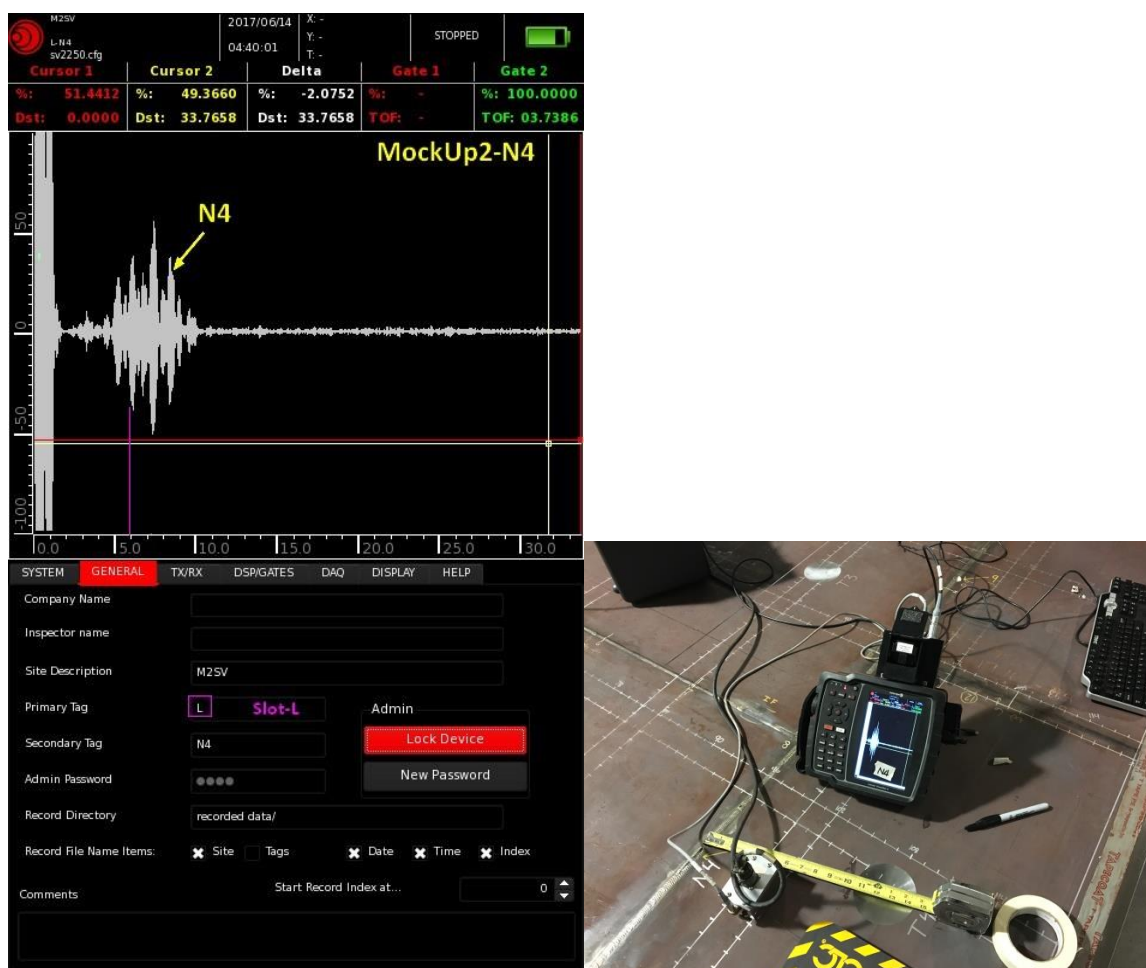 M2SV
L-N4
sv2250.cfg
2017/06/14
04:40:01
X: -
Y: -
T: -
STOPPED
Cursor 1 Cursor 2 Delta Gate 1 Gate 2
%: 51.4412 %: 49.3660 %: -2.0752 %: - %: 100.0000
Dst: 0.0000 Dst: 33.7658 Dst: 33.7658 TOF: - TOF: 03.7386
MockUp2-N4
N4
50
0
-50
-100
0.0 5.0 10.0 15.0 20.0 25.0 30.0
SYSTEM GENERAL TX/RX DSP/GATES DAQ DISPLAY HELP
Company Name
Inspector name
Site Description M2SV
Primary Tag L Slot-L
Admin
Lock Device
Secondary Tag N4
New Password
Admin Password
Record Directory recorded data/
Record File Name Items: Site Tags Date Time Index
Start Record Index at... 0
Comments
N4
N4